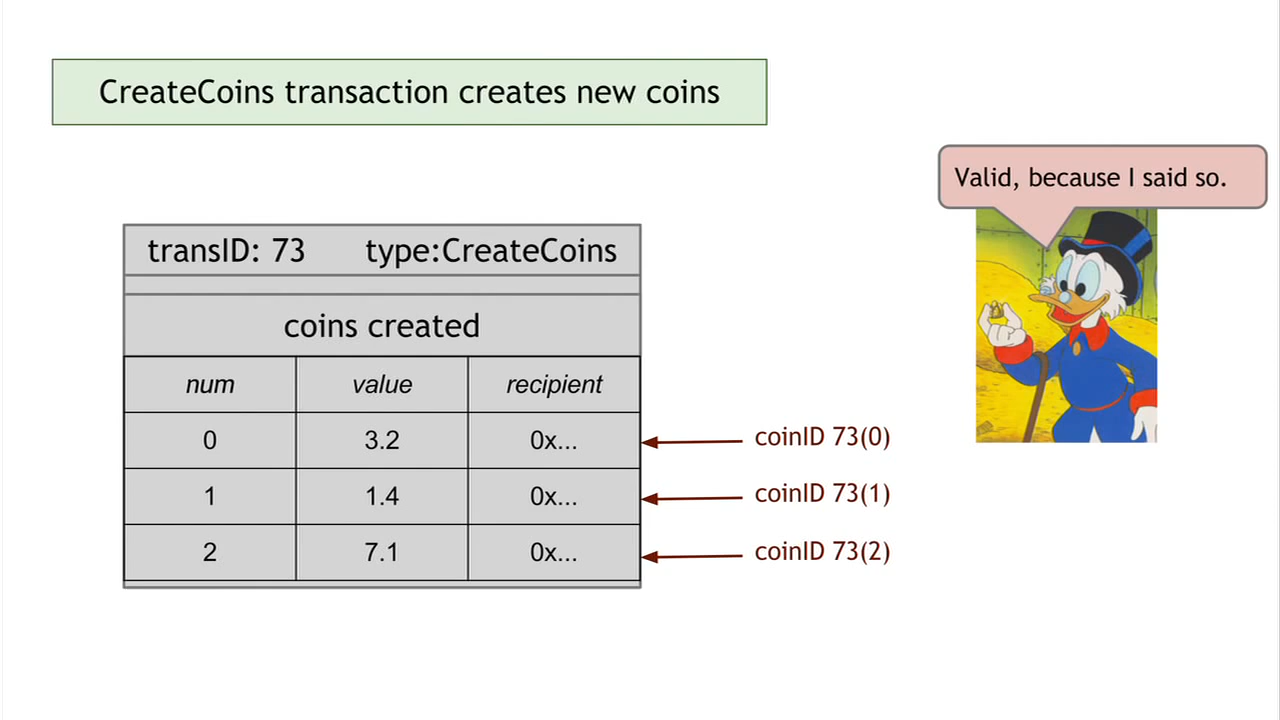 CreateCoins transaction creates new coins
Valid, because I said so.
transID: 73 type:CreateCoins
coins created
num value recipient
0 3.2 0x... coinID 73(0)
1 1.4 0x... coinID 73(1)
2 7.1 0x... coinID 73(2)